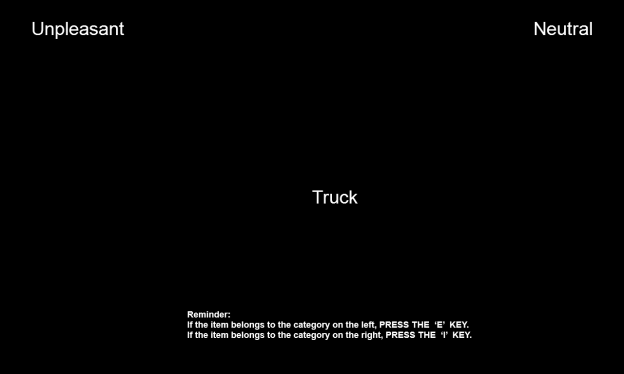 Unpleasant
Neutral
Truck
Reminder:
If the item belongs to the category on the left, PRESS THE ‘E’ KEY.
If the item belongs to the category on the right, PRESS THE ‘I’ KEY.